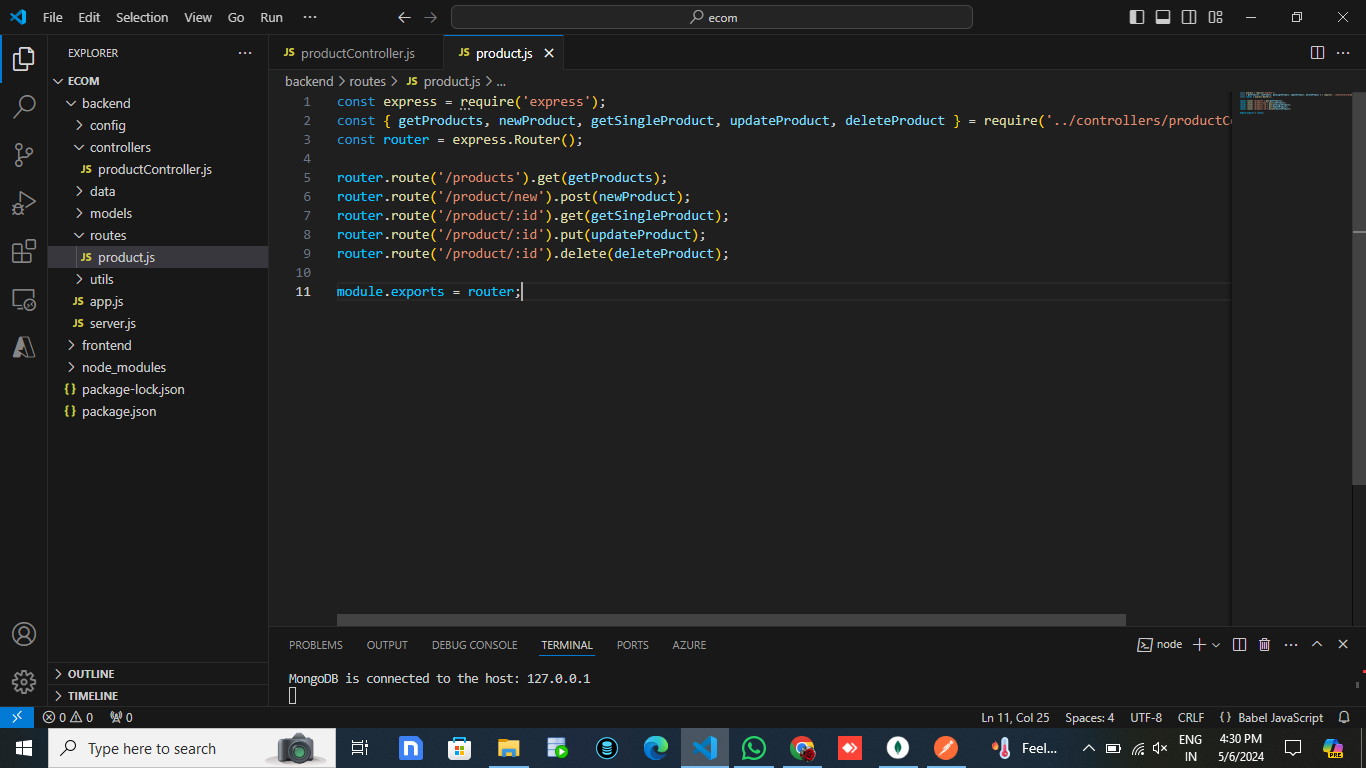 File Edit Selection View Go Run ···
ecom
EXPLORER
ECOM
backend
config
controllers
JS productController.js
data
models
routes
JS product.js
utils
JS app.js
JS server.js
frontend
node_modules
{} package-lock.json
{} package.json
OUTLINE
TIMELINE
JS productController.js
JS product.js
backend > routes > JS product.js > ...
1 const express = require('express');
2 const { getProducts, newProduct, getSingleProduct, updateProduct, deleteProduct } = require('../controllers/productC
3 const router = express.Router();
4
5 router.route('/products').get(getProducts);
6 router.route('/product/new').post(newProduct);
7 router.route('/product/:id').get(getSingleProduct);
8 router.route('/product/:id').put(updateProduct);
9 router.route('/product/:id').delete(deleteProduct);
10
11 module.exports = router;
PROBLEMS OUTPUT DEBUG CONSOLE TERMINAL PORTS AZURE
node
MongoDB is connected to the host: 127.0.0.1
0 0 0
Ln 11, Col 25 Spaces: 4 UTF-8 CRLF {} Babel JavaScript
Type here to search
Feel...
ENG
IN
4:30 PM
5/6/2024
PRE